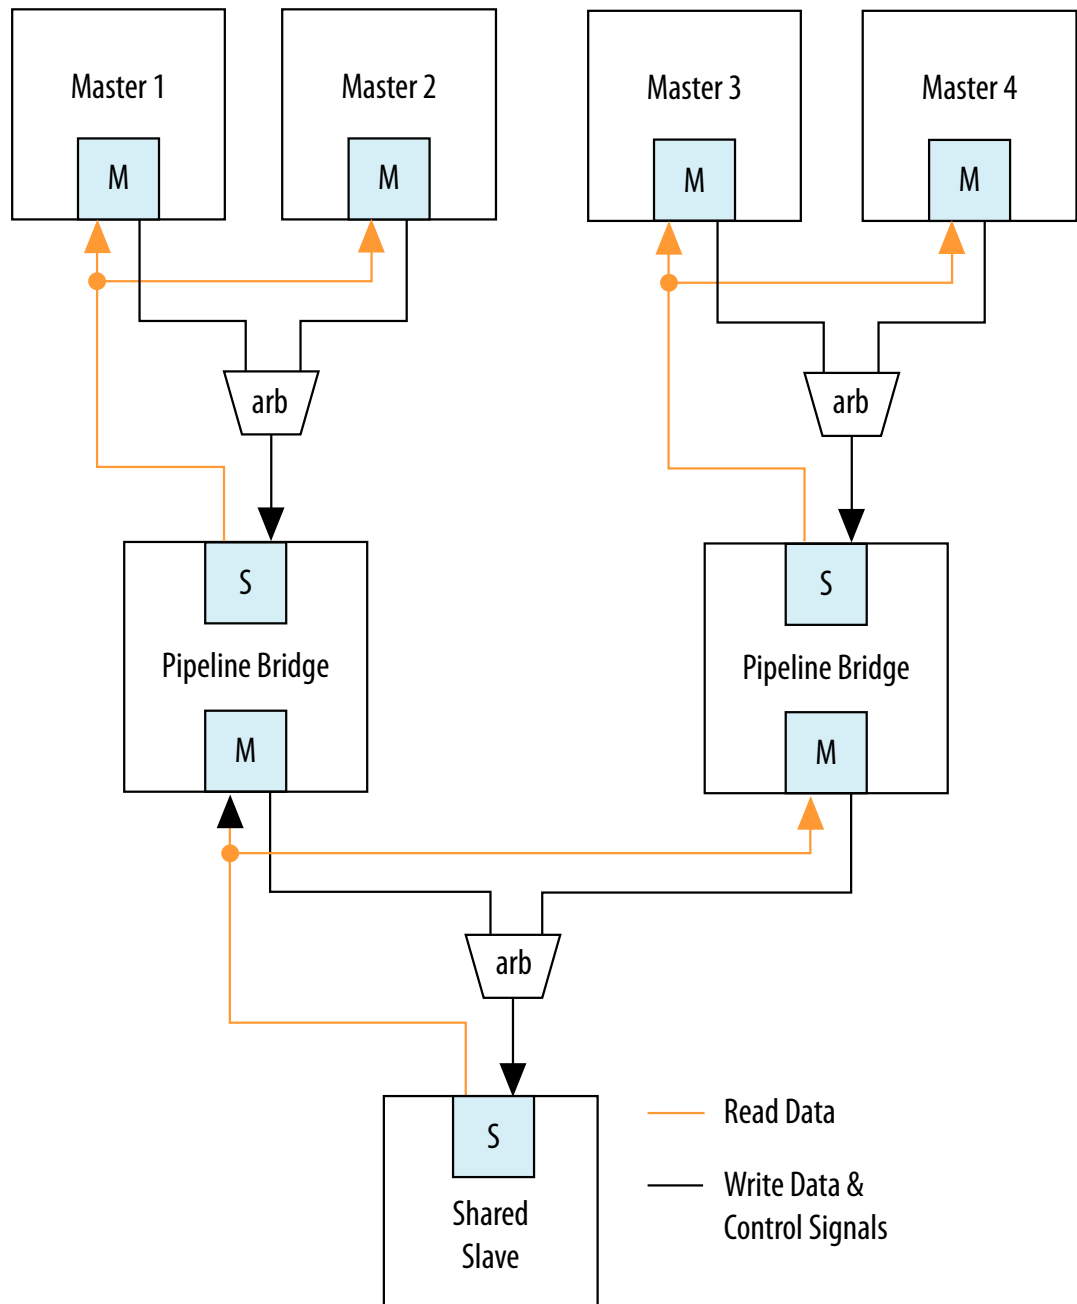 Master 1
Master 2
Master 3
Master 4
M
M
M
M
arb
arb
S
S
Pipeline Bridge
Pipeline Bridge
M
M
arb
S
Shared
Slave
Read Data
Write Data &
Control Signals